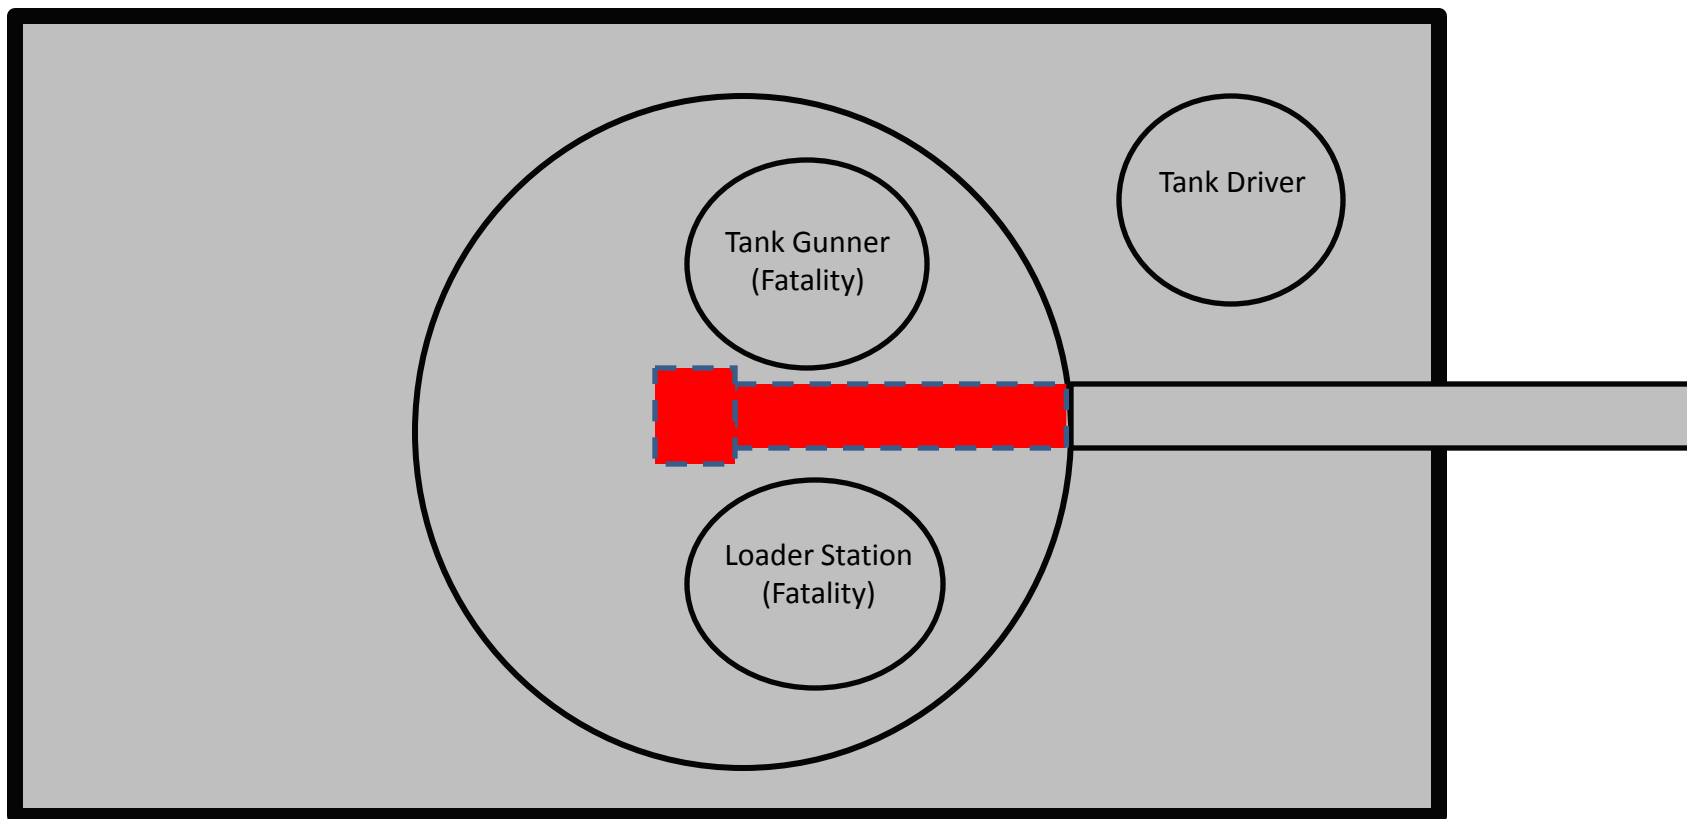 Tank Driver
Tank Gunner
(Fatality)
Loader Station
(Fatality)